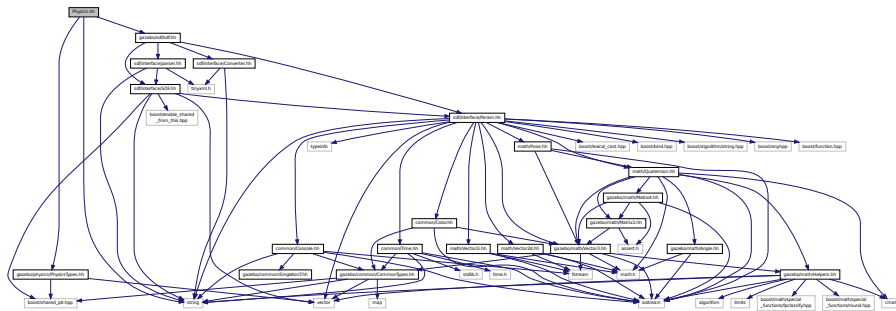 Physics.hh
gazebo/sdf/sdf.hh
sdf/interface/parser.hh
sdf/interface/Converter.hh
sdf/interface/SDF.hh
tinyxml.h
boost/enable_shared
_from_this.hpp
sdf/interface/Param.hh
typeinfo
math/Pose.hh
boost/lexical_cast.hpp
boost/bind.hpp
boost/algorithm/string.hpp
boost/any.hpp
boost/function.hpp
math/Quaternion.hh
math/Matrix4.hh
common/Color.hh
gazebo/math/Matrix3.hh
common/Console.hh
common/Time.hh
math/Vector2i.hh
math/Vector2d.hh
gazebo/math/Vector3.hh
assert.h
gazebo/math/Angle.hh
gazebo/physics/PhysicsTypes.hh
gazebo/common/SingletonT.hh
gazebo/common/CommonTypes.hh
stdlib.h
time.h
fstream
math.h
gazebo/math/Helpers.hh
boost/shared_ptr.hpp
string
vector
map
iostream
algorithm
limits
boost/math/special
_functions/fpclassify.hpp
boost/math/special
_functions/round.hpp